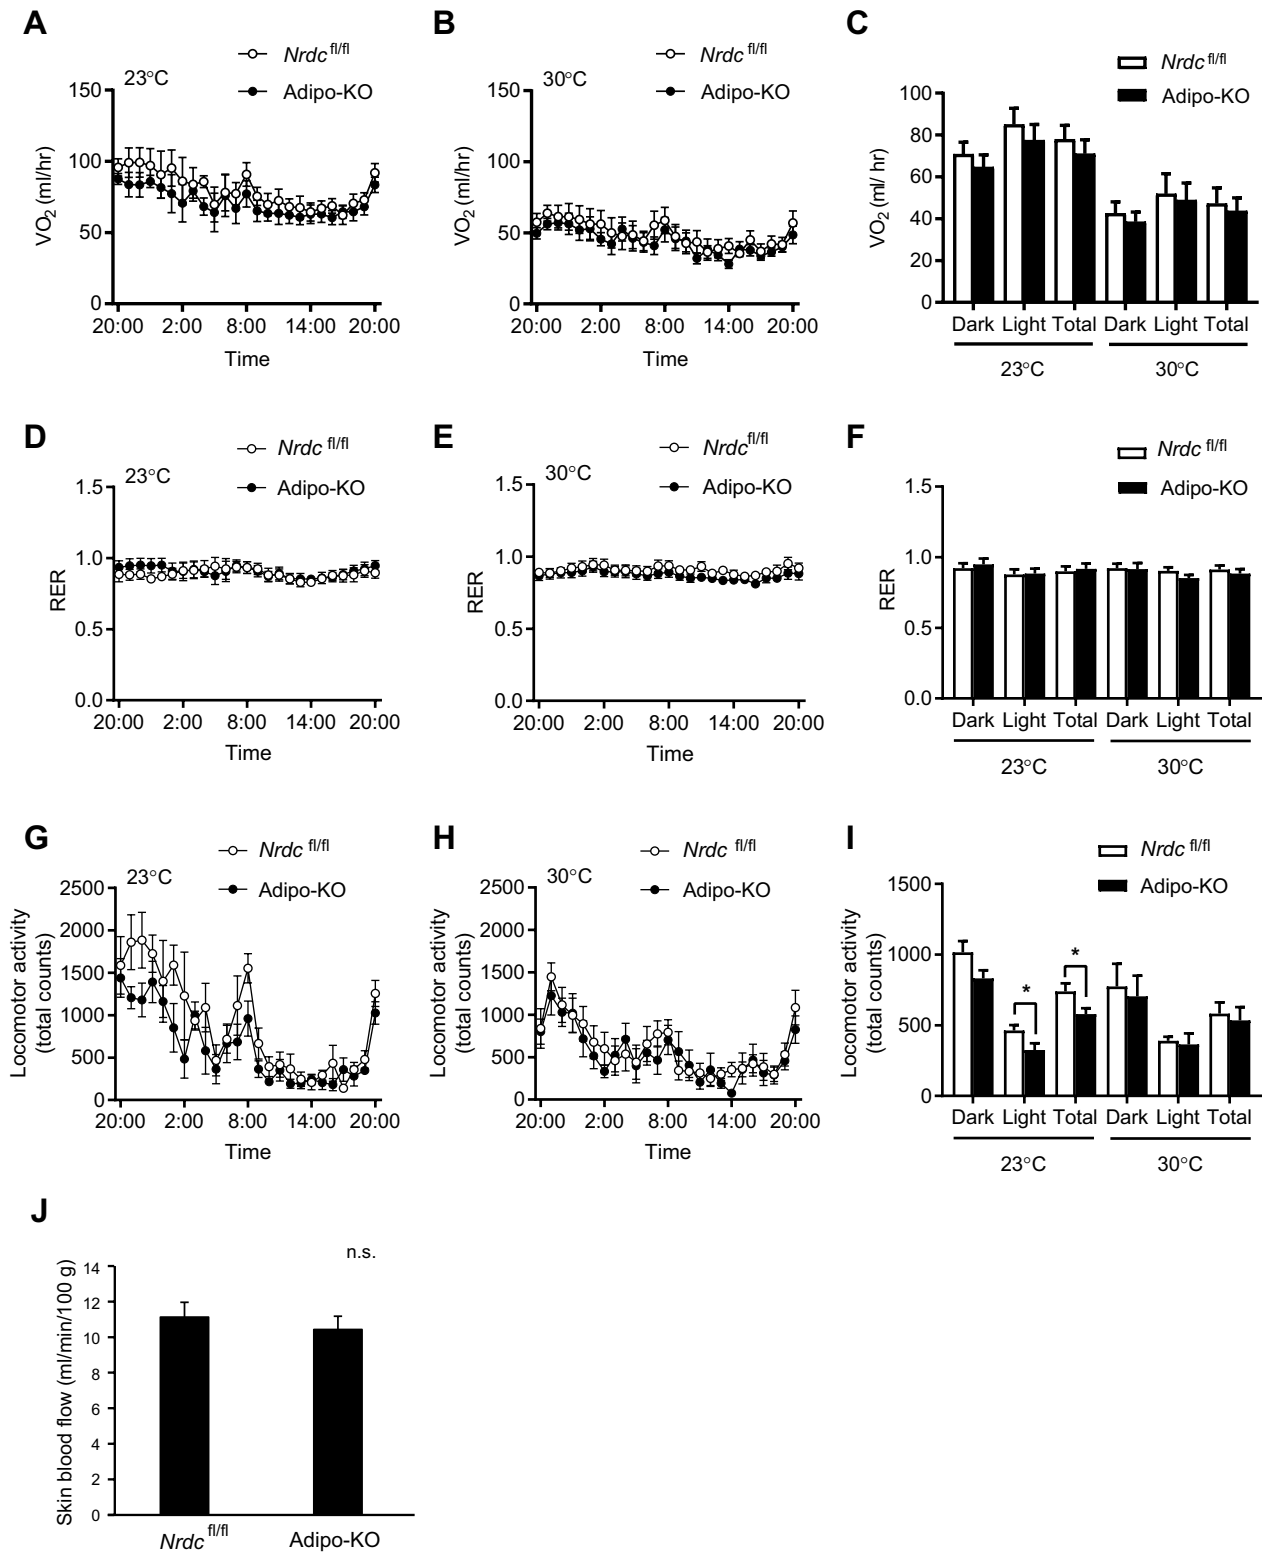 A
Nrdc fl/fl
Adipo-KO
23°C
VO2 (ml/hr)
150
100
50
0
20:00 2:00 8:00 14:00 20:00
Time
B
Nrdc fl/fl
Adipo-KO
30°C
VO2 (ml/hr)
150
100
50
0
20:00 2:00 8:00 14:00 20:00
Time
C
Nrdc fl/fl
Adipo-KO
VO2 (ml/ hr)
100
80
60
40
20
0
Dark Light Total Dark Light Total
23°C 30°C
D
Nrdc fl/fl
Adipo-KO
23°C
RER
1.5
1.0
0.5
0.0
20:00 2:00 8:00 14:00 20:00
Time
E
Nrdc fl/fl
Adipo-KO
30°C
RER
1.5
1.0
0.5
0.0
20:00 2:00 8:00 14:00 20:00
Time
F
Nrdc fl/fl
Adipo-KO
RER
1.5
1.0
0.5
0.0
Dark Light Total Dark Light Total
23°C 30°C
G
Nrdc fl/fl
Adipo-KO
23°C
Locomotor activity
(total counts)
2500
2000
1500
1000
500
0
20:00 2:00 8:00 14:00 20:00
Time
H
Nrdc fl/fl
Adipo-KO
30°C
Locomotor activity
(total counts)
2500
2000
1500
1000
500
0
20:00 2:00 8:00 14:00 20:00
Time
I
Nrdc fl/fl
Adipo-KO
Locomotor activity
(total counts)
1500
1000
500
0
*
*
Dark Light Total Dark Light Total
23°C 30°C
J
n.s.
Skin blood flow (ml/min/100 g)
14
12
10
8
6
4
2
0
Nrdc fl/fl Adipo-KO